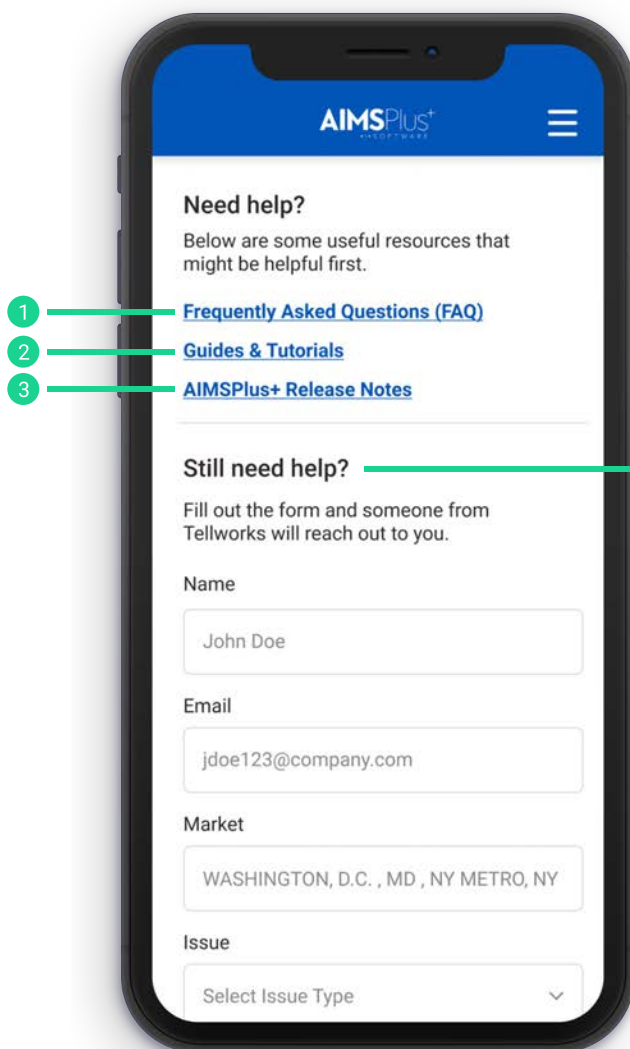 AIMSPlus+
SOFTWARE
Need help?
Below are some useful resources that
might be helpful first.
1
Frequently Asked Questions (FAQ)
2
Guides & Tutorials
3
AIMSPlus+ Release Notes
Still need help?
Fill out the form and someone from
Tellworks will reach out to you.
Name
John Doe
Email
jdoe123@company.com
Market
WASHINGTON, D.C. , MD , NY METRO, NY
Issue
Select Issue Type